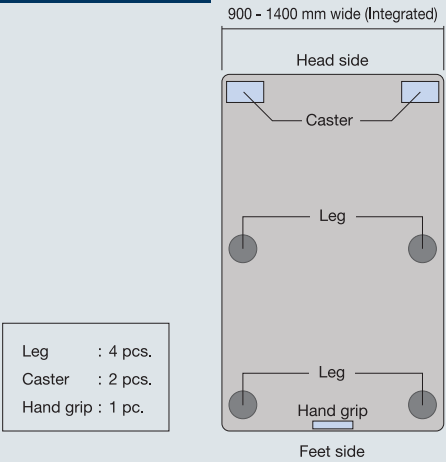 900 - 1400 mm wide (Integrated)
Head side
Caster
Leg
Leg
Hand grip
Feet side
Leg : 4 pcs.
Caster : 2 pcs.
Hand grip : 1 pc.